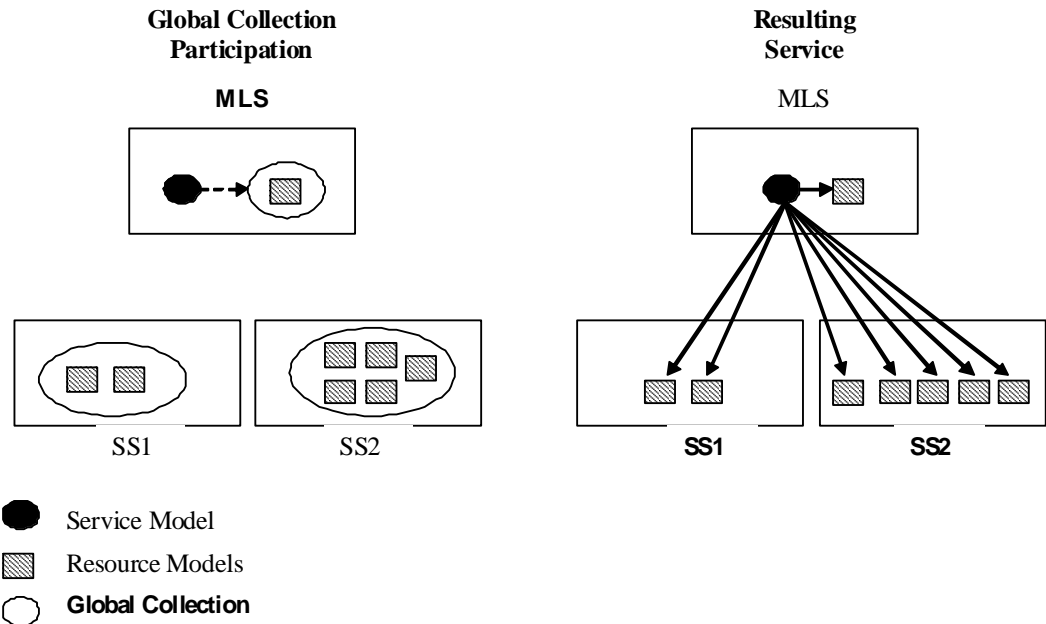 Global Collection
Participation
Resulting
Service
MLS
MLS
SS1
SS2
SS1
SS2
Service Model
Resource Models
Global Collection